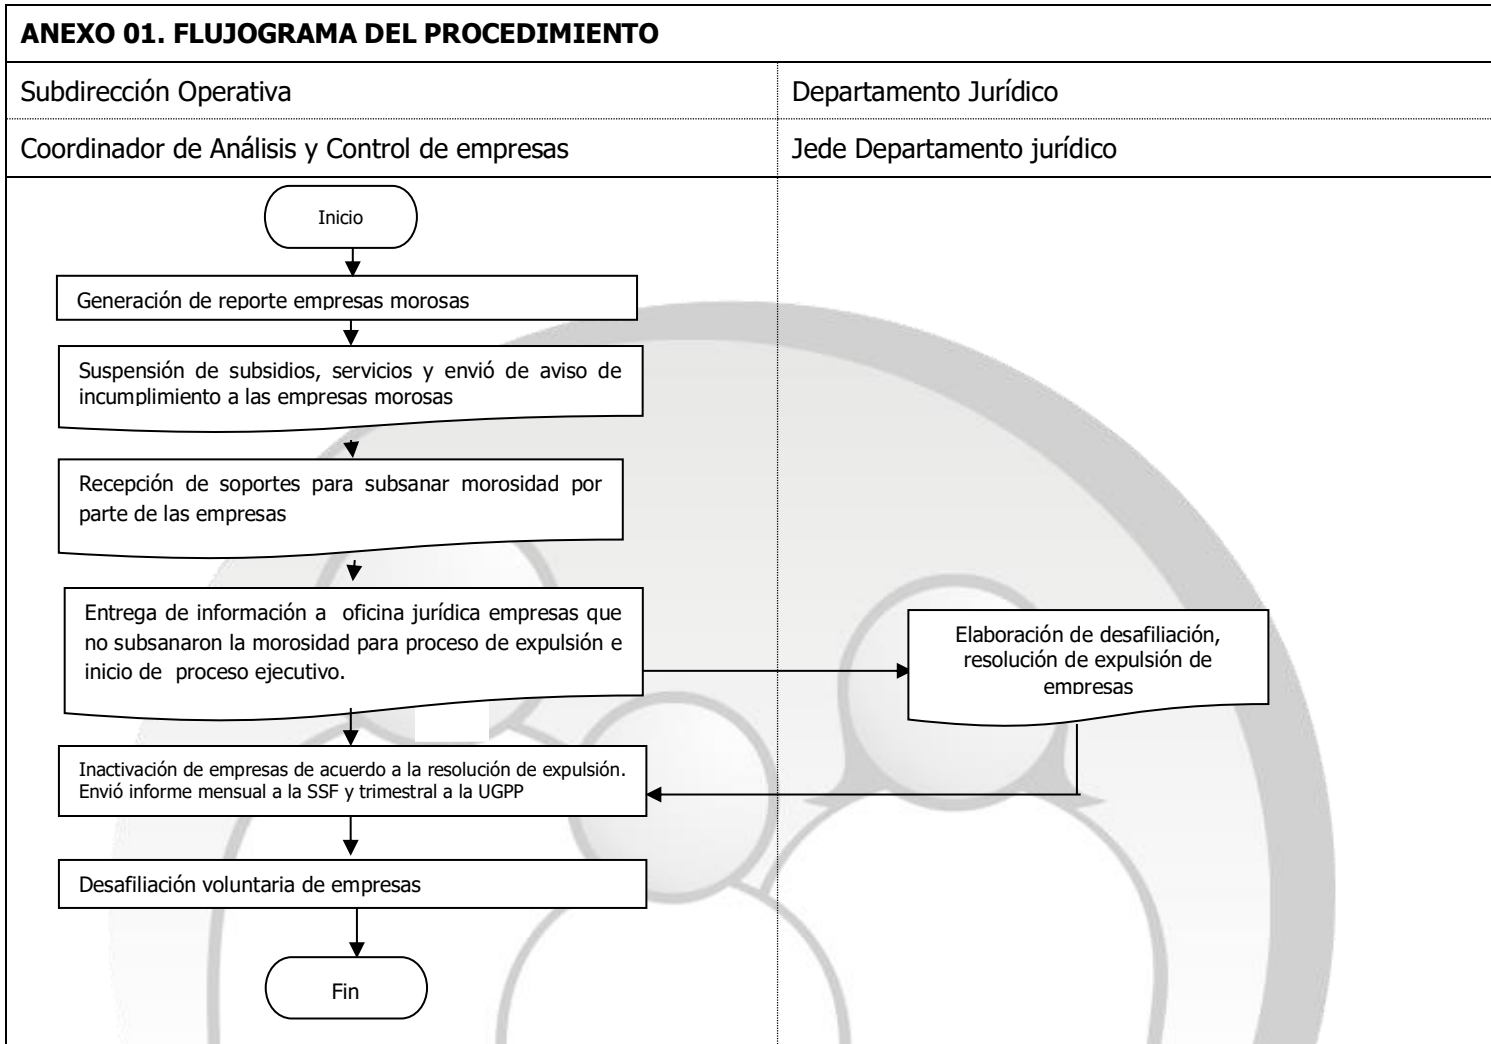 ANEXO 01. FLUJOGRAMA DEL PROCEDIMIENTO
Subdirección Operativa
Departamento Jurídico
Coordinador de Análisis y Control de empresas
Jede Departamento jurídico
Inicio
Generación de reporte empresas morosas
Suspensión de subsidios, servicios y envió de aviso de
incumplimiento a las empresas morosas
Recepción de soportes para subsanar morosidad por
parte de las empresas
Entrega de información a oficina jurídica empresas que
no subsanaron la morosidad para proceso de expulsión e
inicio de proceso ejecutivo.
Elaboración de desafiliación,
resolución de expulsión de
empresas
Inactivación de empresas de acuerdo a la resolución de expulsión.
Envió informe mensual a la SSF y trimestral a la UGPP
Desafiliación voluntaria de empresas
Fin